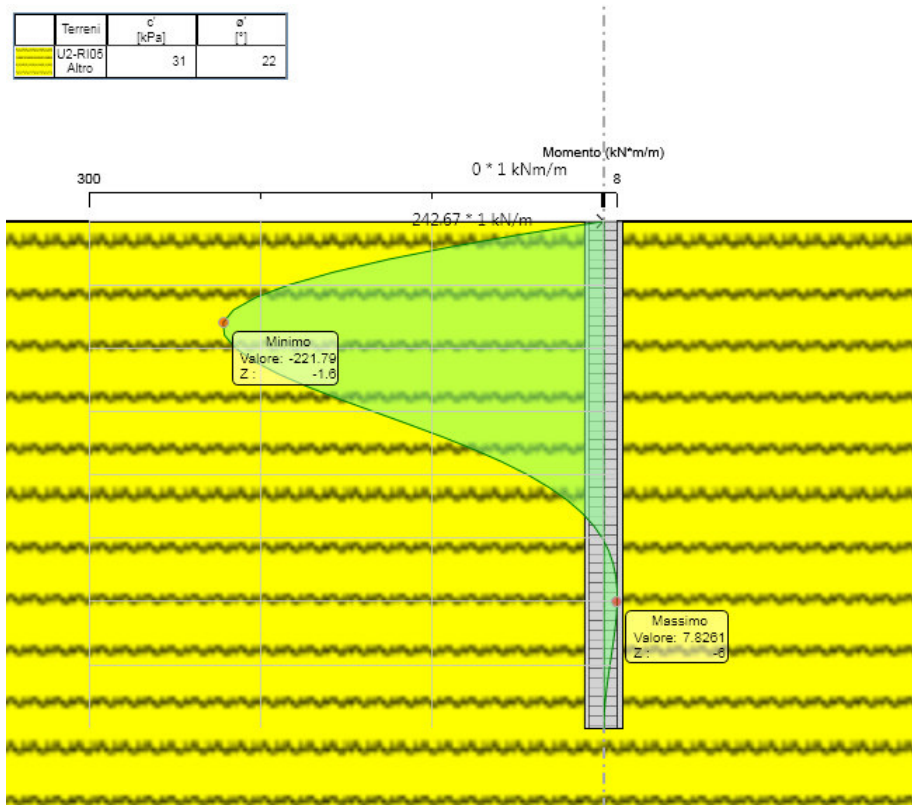 Terreni c' ø'
[kPa] [°]
U2-RI05 31 22
Altro
Momento (kN*m/m)
0 * 1 kNm/m
300 8
242.67 * 1 kN/m
Minimo
Valore: -221.79
Z : -1.6
Massimo
Valore: 7.8261
Z : -6